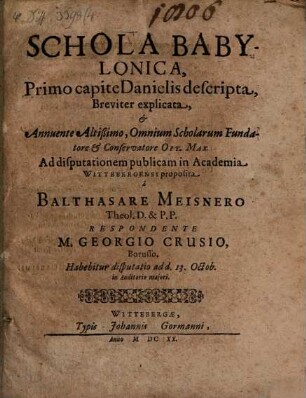 SCHOLA BABY-
LONICA,
Primo capite Danielis descripta,
Breviter explicata,
&
Annuente Altissimo, Omnium Scholarum Funda-
tore & Conservatore OPT. MAX.
Ad disputationem publicam in Academia
WITTEBERGENSI proposita
â
BALTHASARE MEISNERO
Theol. D. & P.P.
RESPONDENTE
M. GEORGIO CRUSIO,
Borusso,
Habebitur disputatio ad d. 13. Octob.
in Auditorio majori.
WITTEBERGÆ,
Typis Johannis Gormanni,
Anno M DC XX.